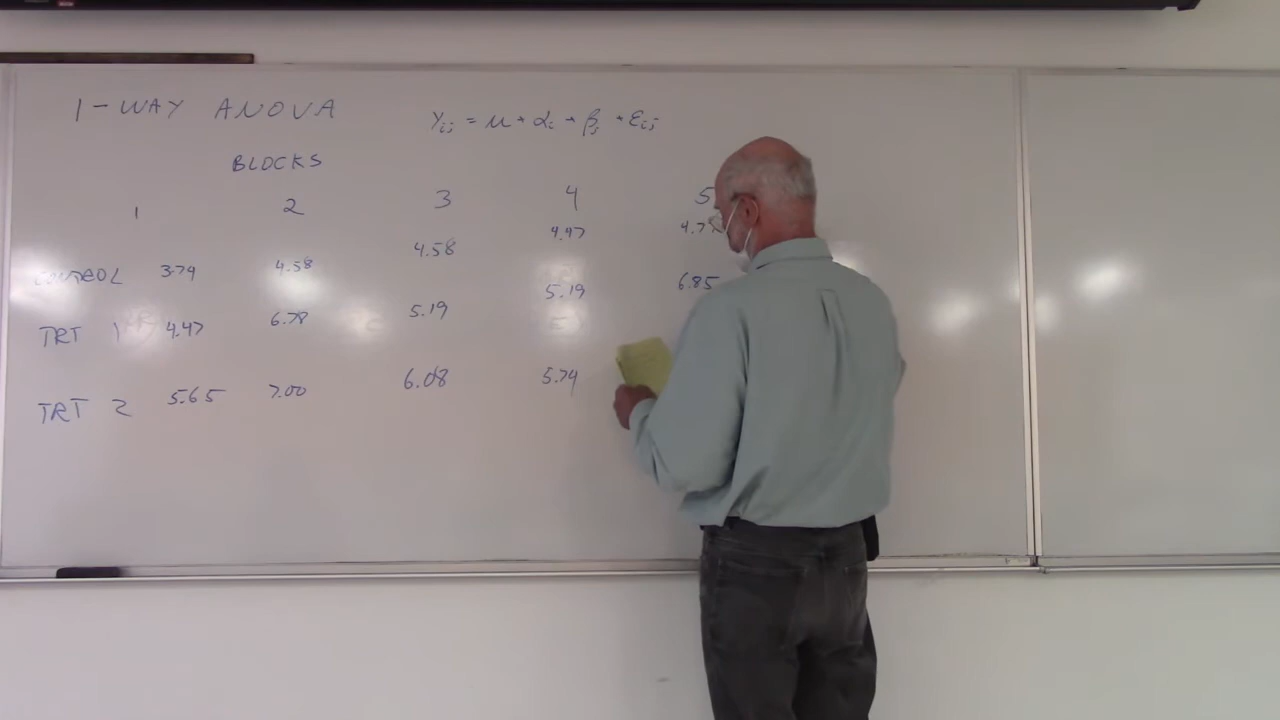 1-WAY ANOVA
Yij = μ + αi + βj + εij
BLOCKS
1 2 3 4 5
CONTROL 3.74 4.58 4.58 4.47
TRT 1 4.47 6.78 5.19 5.19 6.85
TRT 2 5.65 7.00 6.08 5.74